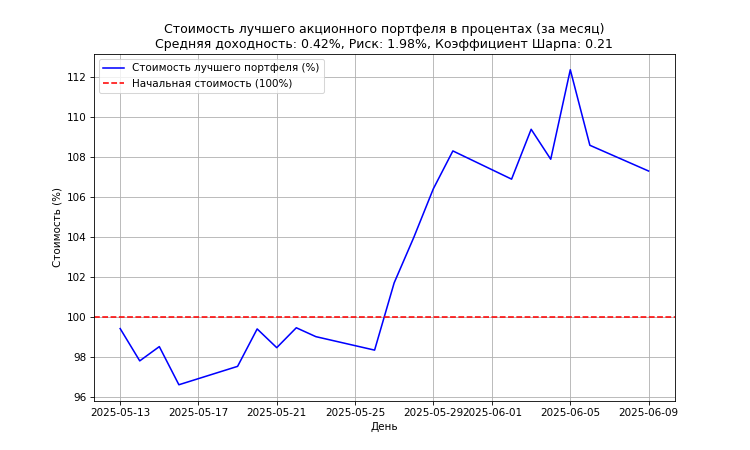 Стоимость лучшего акционного портфеля в процентах (за месяц)
Средняя доходность: 0.42%, Риск: 1.98%, Коэффициент Шарпа: 0.21
Стоимость лучшего портфеля (%)
Начальная стоимость (100%)
Стоимость (%)
112
110
108
106
104
102
100
98
96
2025-05-13 2025-05-17 2025-05-21 2025-05-25 2025-05-29 2025-06-01 2025-06-05 2025-06-09
День